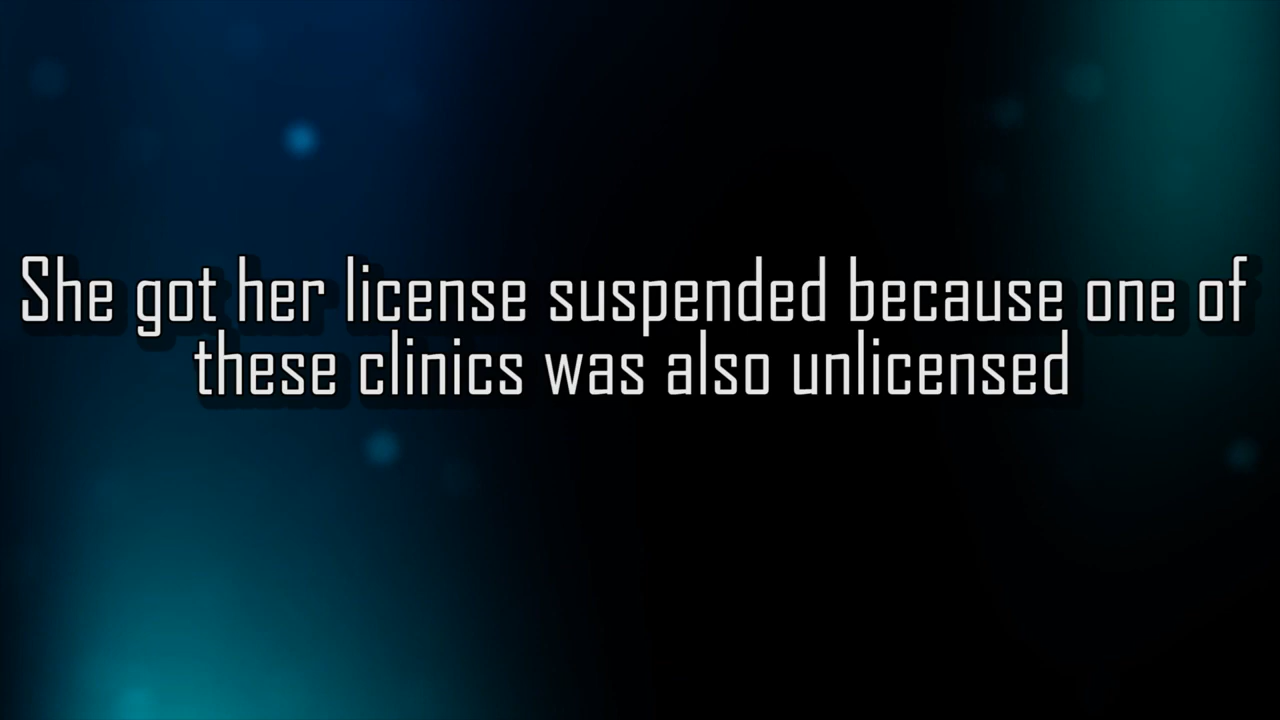 She got her license suspended because one of
these clinics was also unlicensed